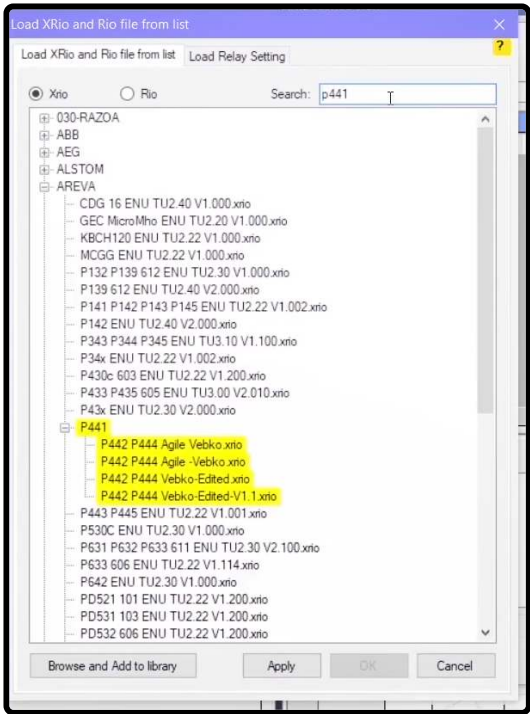 Load XRio and Rio file from list
?
Load XRio and Rio file from list Load Relay Setting
Xrio Rio Search: p441
030-RAZOA
ABB
AEG
ALSTOM
AREVA
CDG 16 ENU TU2.40 V1.000.xrio
GEC MicroMho ENU TU2.20 V1.000.xrio
KBCH120 ENU TU2.22 V1.000.xrio
MCGG ENU TU2.22 V1.000.xrio
P132 P139 612 ENU TU2.30 V1.000.xrio
P139 612 ENU TU2.40 V2.000.xrio
P141 P142 P143 P145 ENU TU2.22 V1.002.xrio
P142 ENU TU2.40 V2.000.xrio
P343 P344 P345 ENU TU3.10 V1.100.xrio
P34x ENU TU2.22 V1.002.xrio
P430c 603 ENU TU2.22 V1.200.xrio
P433 P435 605 ENU TU3.00 V2.010.xrio
P43x ENU TU2.30 V2.000.xrio
P441
P442 P444 Agile Vebko.xrio
P442 P444 Agile -Vebko.xrio
P442 P444 Vebko-Edited.xrio
P442 P444 Vebko-Edited-V1.1.xrio
P443 P445 ENU TU2.22 V1.001.xrio
P530C ENU TU2.30 V1.000.xrio
P631 P632 P633 611 ENU TU2.30 V2.100.xrio
P633 606 ENU TU2.22 V1.114.xrio
P642 ENU TU2.30 V1.000.xrio
PD521 101 ENU TU2.22 V1.200.xrio
PD531 103 ENU TU2.22 V1.200.xrio
PD532 606 ENU TU2.22 V1.200.xrio
Browse and Add to library Apply OK Cancel